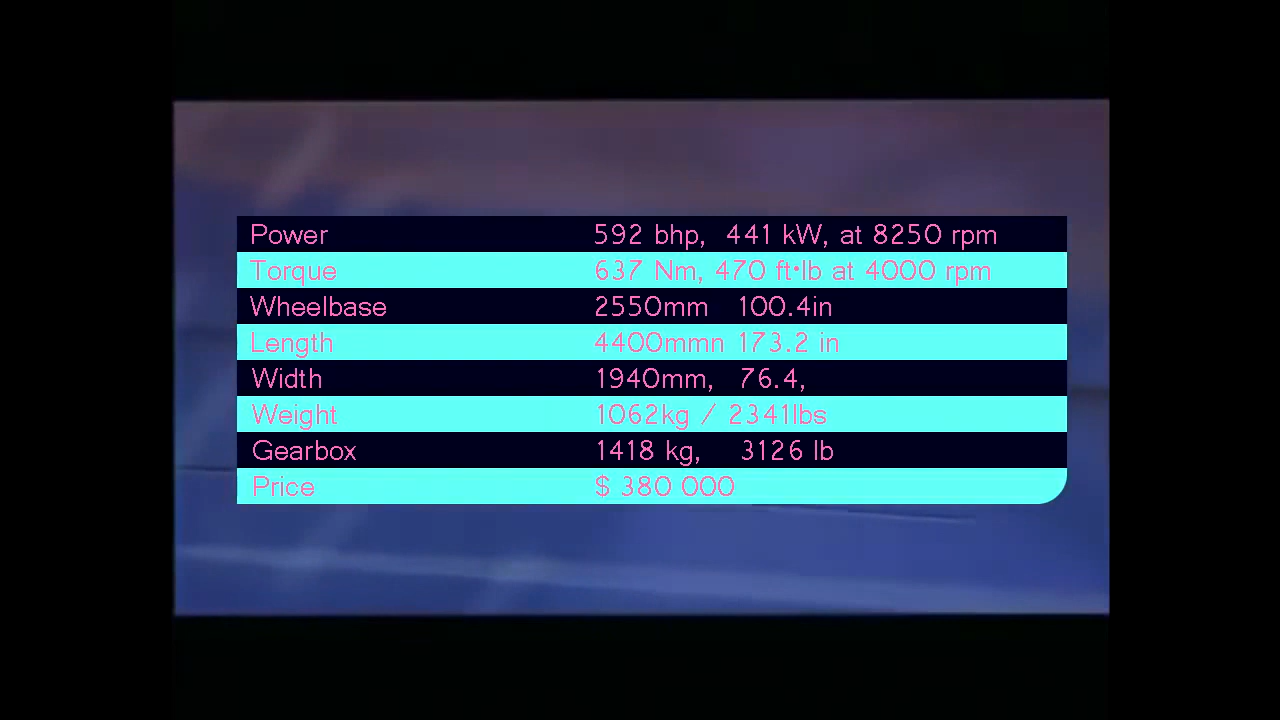 Power 592 bhp, 441 kW, at 8250 rpm
Torque 637 Nm, 470 ft·lb at 4000 rpm
Wheelbase 2550mm 100.4in
Length 4400mmn 173.2 in
Width 1940mm, 76.4,
Weight 1062kg / 2341lbs
Gearbox 1418 kg, 3126 lb
Price $ 380 000